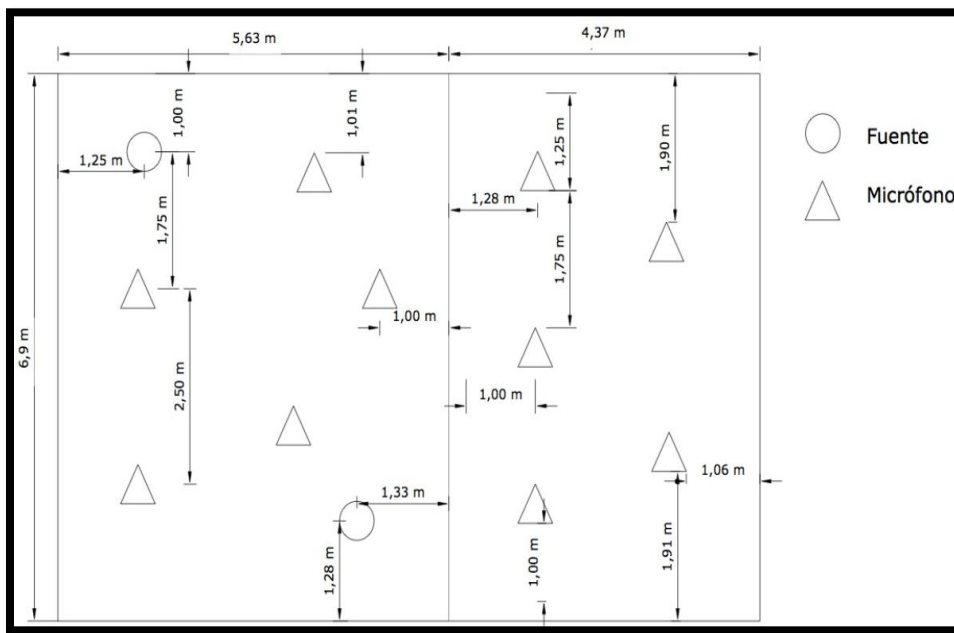 5,63 m
4,37 m
1,00 m
1,01 m
1,25 m
1,90 m
Fuente
1,25 m
1,75 m
1,28 m
Micrófono
1,75 m
1,00 m
6,9 m
2,50 m
1,00 m
1,33 m
1,06 m
1,28 m
1,00 m
1,91 m